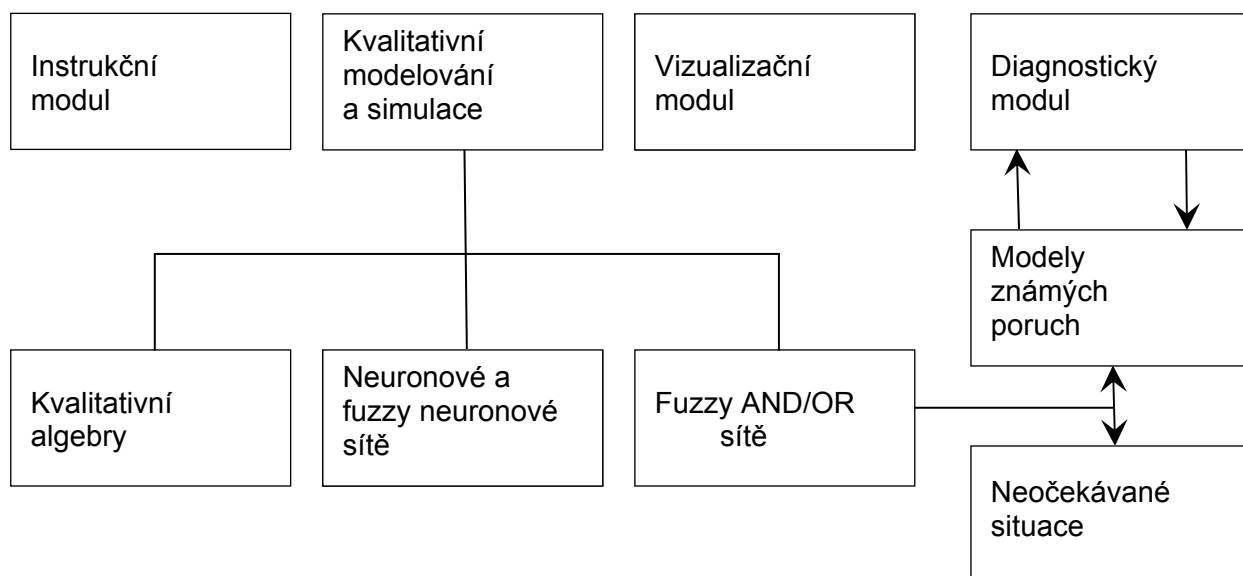 Instrukční
modul
Kvalitativní
modelování
a simulace
Vizualizační
modul
Diagnostický
modul
Modely
známých
poruch
Kvalitativní
algebry
Neuronové a
fuzzy neuronové
sítě
Fuzzy AND/OR
sítě
Neočekávané
situace